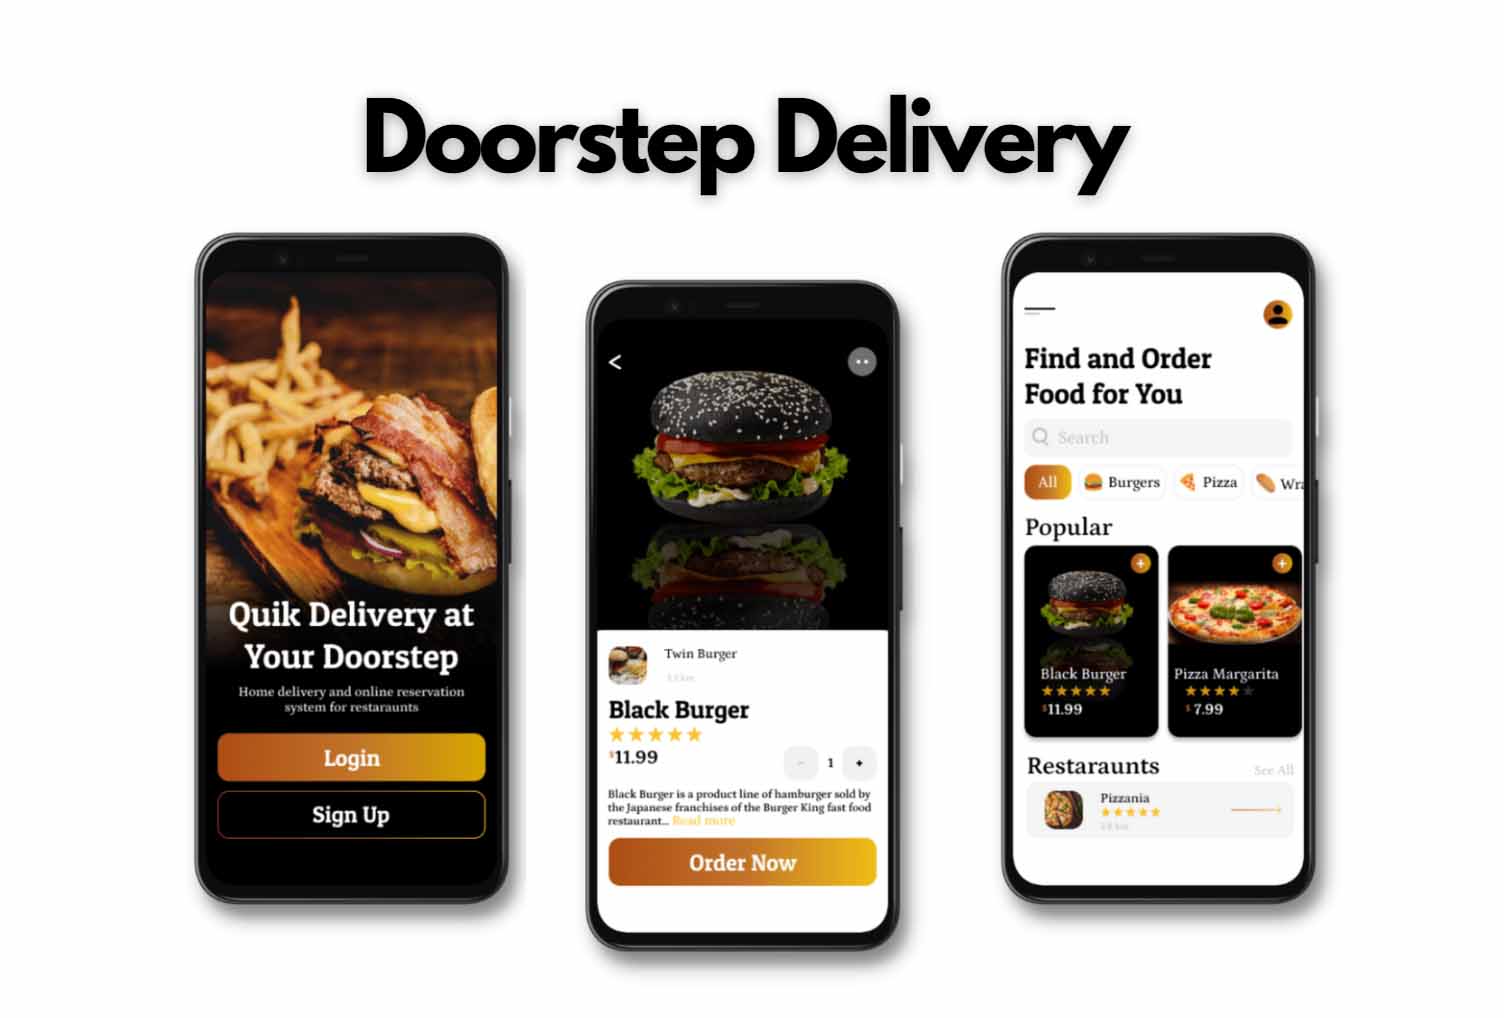 Doorstep Delivery
Quik Delivery at
Your Doorstep
Home delivery and online reservation
system for restaraunts
Login
Sign Up
<
Twin Burger
Black Burger
$11.99
− 1 +
Black Burger is a product line of hamburger sold by
the Japanese franchises of the Burger King fast food
restaurant... Read more
Order Now
Find and Order
Food for You
Search
All Burgers Pizza Wra
Popular
Black Burger
$11.99
Pizza Margarita
$ 7.99
Restaraunts See All
Pizzania